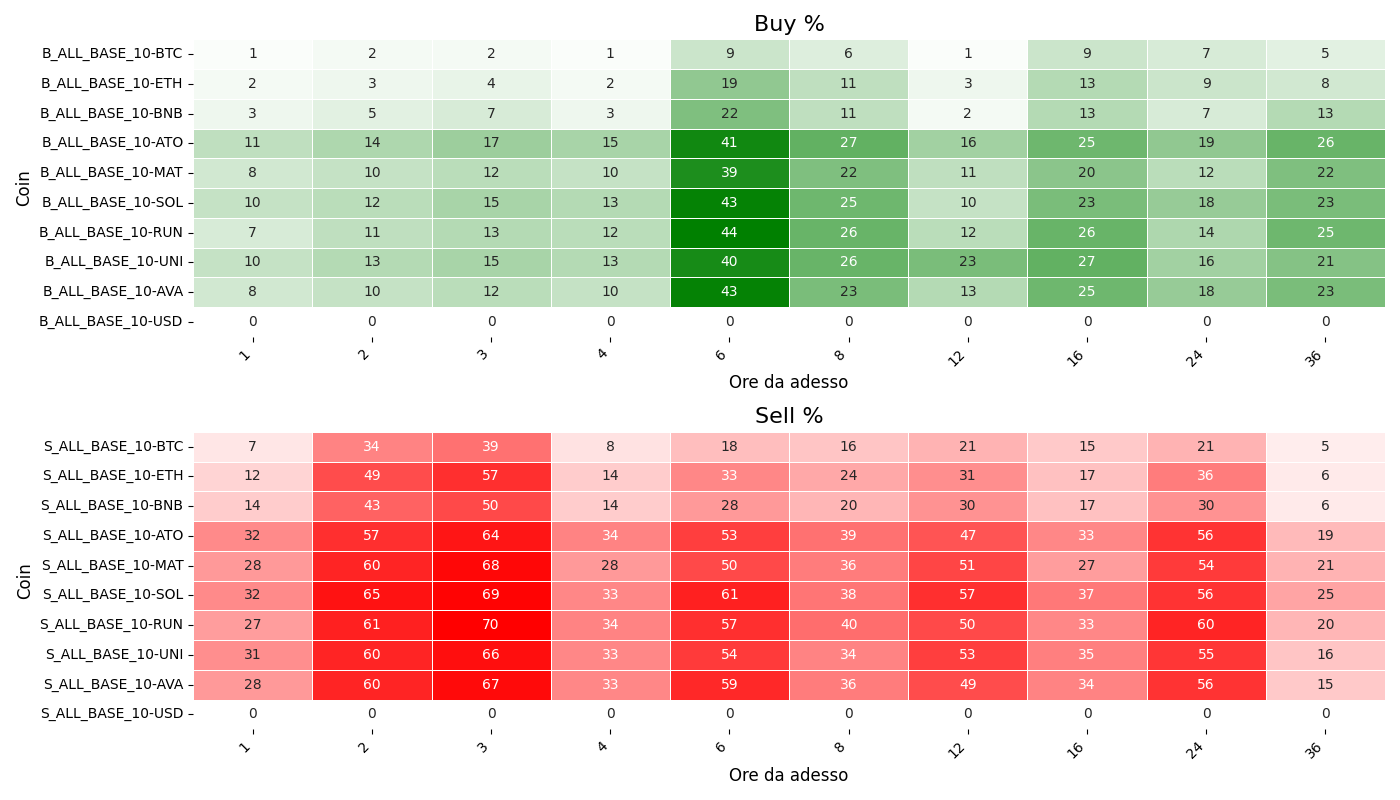 Buy %
Coin
B_ALL_BASE_10-BTC 1 2 2 1 9 6 1 9 7 5
B_ALL_BASE_10-ETH 2 3 4 2 19 11 3 13 9 8
B_ALL_BASE_10-BNB 3 5 7 3 22 11 2 13 7 13
B_ALL_BASE_10-ATO 11 14 17 15 41 27 16 25 19 26
B_ALL_BASE_10-MAT 8 10 12 10 39 22 11 20 12 22
B_ALL_BASE_10-SOL 10 12 15 13 43 25 10 23 18 23
B_ALL_BASE_10-RUN 7 11 13 12 44 26 12 26 14 25
B_ALL_BASE_10-UNI 10 13 15 13 40 26 23 27 16 21
B_ALL_BASE_10-AVA 8 10 12 10 43 23 13 25 18 23
B_ALL_BASE_10-USD 0 0 0 0 0 0 0 0 0 0
1 2 3 4 6 8 12 16 24 36
Ore da adesso
Sell %
Coin
S_ALL_BASE_10-BTC 7 34 39 8 18 16 21 15 21 5
S_ALL_BASE_10-ETH 12 49 57 14 33 24 31 17 36 6
S_ALL_BASE_10-BNB 14 43 50 14 28 20 30 17 30 6
S_ALL_BASE_10-ATO 32 57 64 34 53 39 47 33 56 19
S_ALL_BASE_10-MAT 28 60 68 28 50 36 51 27 54 21
S_ALL_BASE_10-SOL 32 65 69 33 61 38 57 37 56 25
S_ALL_BASE_10-RUN 27 61 70 34 57 40 50 33 60 20
S_ALL_BASE_10-UNI 31 60 66 33 54 34 53 35 55 16
S_ALL_BASE_10-AVA 28 60 67 33 59 36 49 34 56 15
S_ALL_BASE_10-USD 0 0 0 0 0 0 0 0 0 0
1 2 3 4 6 8 12 16 24 36
Ore da adesso